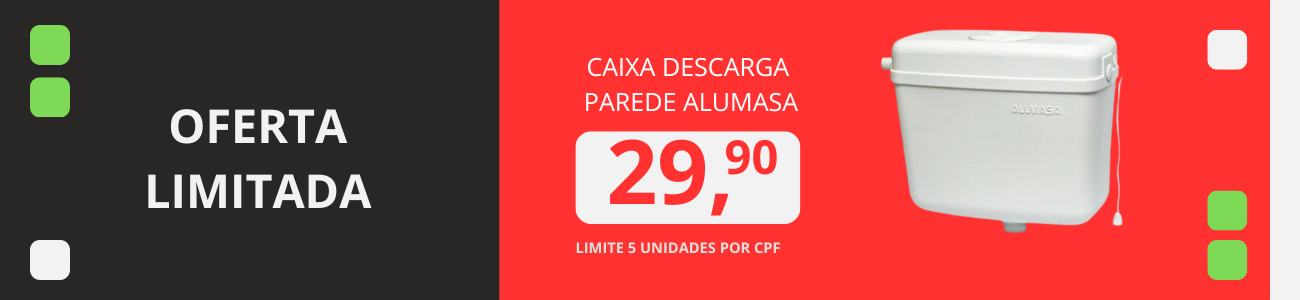 OFERTA
LIMITADA
CAIXA DESCARGA
PAREDE ALUMASA
29,90
LIMITE 5 UNIDADES POR CPF
ALUMASA